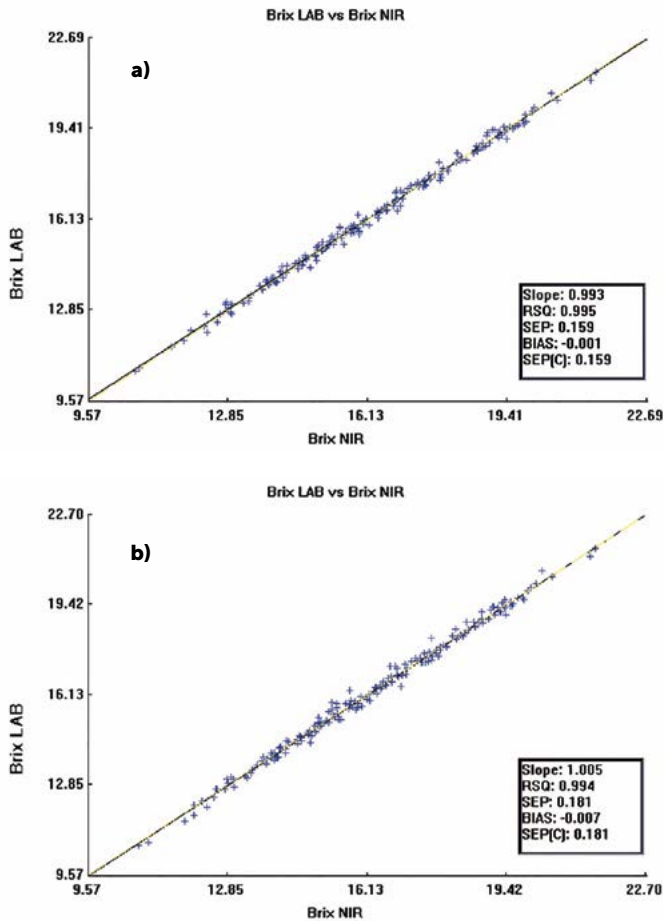 Brix LAB vs Brix NIR
22.69
a)
19.41
16.13
Brix LAB
12.85
Slope: 0.993
RSQ: 0.995
SEP: 0.159
BIAS: -0.001
SEP(C): 0.159
9.57
9.57 12.85 16.13 19.41 22.69
Brix NIR
Brix LAB vs Brix NIR
22.70
b)
19.42
16.13
Brix LAB
12.85
Slope: 1.005
RSQ: 0.994
SEP: 0.181
BIAS: -0.007
SEP(C): 0.181
9.57
9.57 12.85 16.13 19.42 22.70
Brix NIR